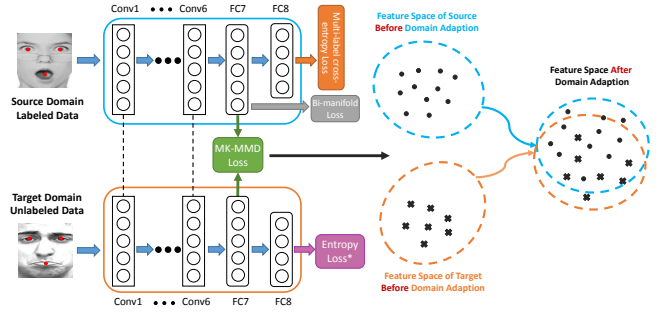 Conv1
Conv6
FC7
FC8
Multi-label cross-
entropy Loss
Bi-manifold
Loss
Source Domain
Labeled Data
MK-MMD
Loss
Target Domain
Unlabeled Data
Entropy
Loss*
Conv1
Conv6
FC7
FC8
Feature Space of Source
Before Domain Adaption
Feature Space After
Domain Adaption
Feature Space of Target
Before Domain Adaption